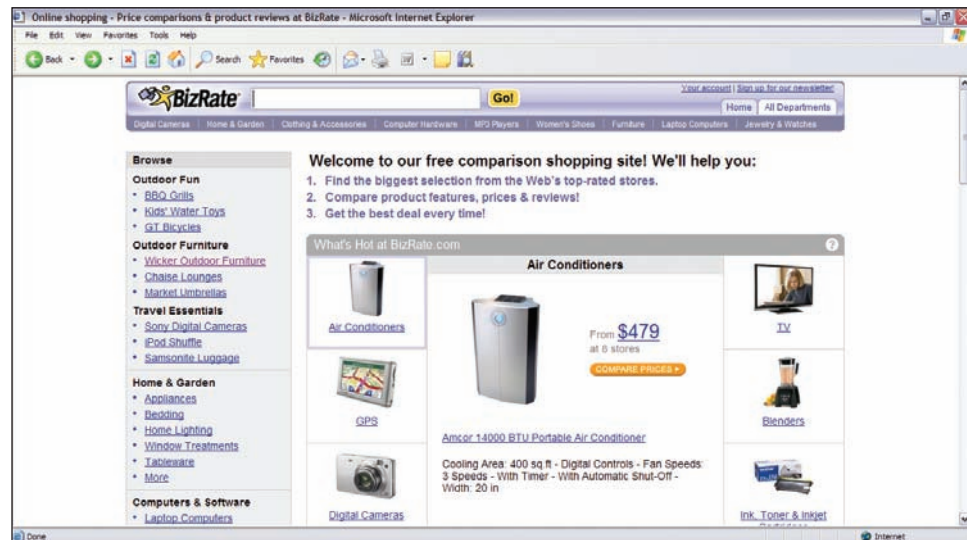 Online shopping - Price comparisons & product reviews at BizRate - Microsoft Internet Explorer
File Edit View Favorites Tools Help
Back Search Favorites
BizRate Go! Your account | Sign up for our newsletter
Home All Departments
Digital Cameras | Home & Garden | Clothing & Accessories | Computer Hardware | MP3 Players | Women's Shoes | Furniture | Laptop Computers | Jewelry & Watches
Browse
Outdoor Fun
• BBQ Grills
• Kids' Water Toys
• GT Bicycles
Outdoor Furniture
• Wicker Outdoor Furniture
• Chaise Lounges
• Market Umbrellas
Travel Essentials
• Sony Digital Cameras
• iPod Shuffle
• Samsonite Luggage
Home & Garden
• Appliances
• Bedding
• Home Lighting
• Window Treatments
• Tableware
• More
Computers & Software
• Laptop Computers
Welcome to our free comparison shopping site! We'll help you:
1. Find the biggest selection from the Web's top-rated stores.
2. Compare product features, prices & reviews!
3. Get the best deal every time!
What's Hot at BizRate.com ?
Air Conditioners
GPS
Digital Cameras
Air Conditioners
From $479
at 6 stores
COMPARE PRICES
Amcor 14000 BTU Portable Air Conditioner
Cooling Area: 400 sq.ft - Digital Controls - Fan Speeds:
3 Speeds - With Timer - With Automatic Shut-Off -
Width: 20 in
TV
Blenders
Ink, Toner & Inkjet
Done Internet